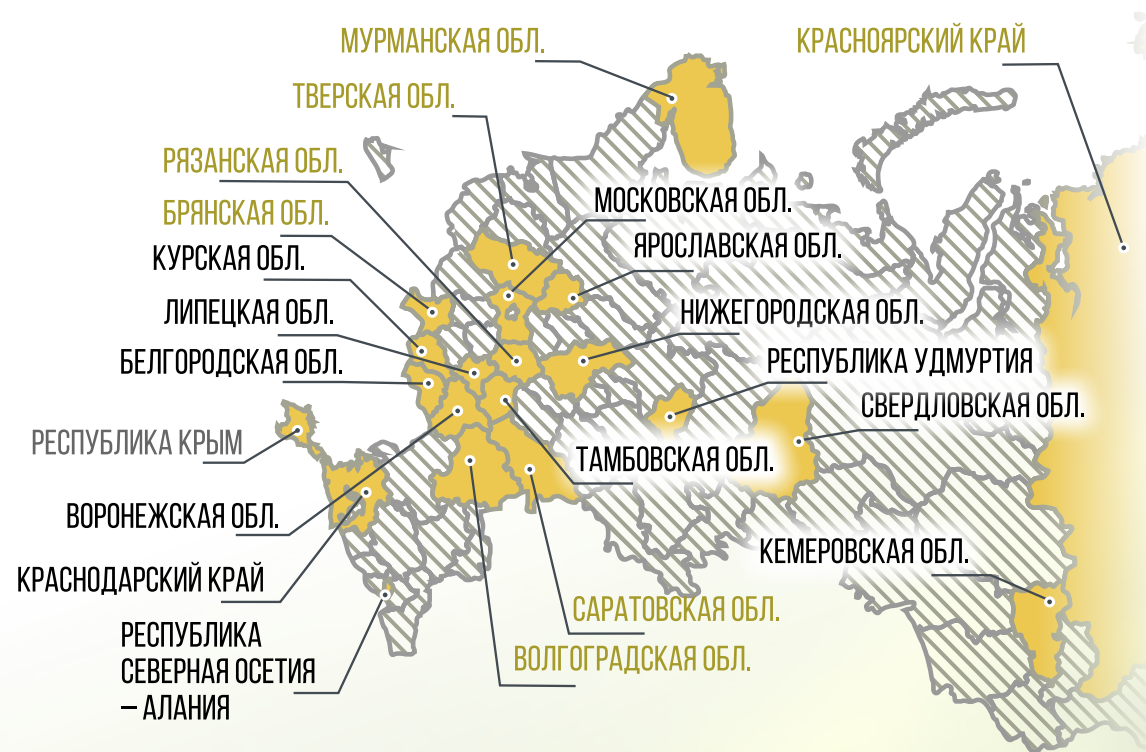 МУРМАНСКАЯ ОБЛ.
КРАСНОЯРСКИЙ КРАЙ
ТВЕРСКАЯ ОБЛ.
РЯЗАНСКАЯ ОБЛ.
БРЯНСКАЯ ОБЛ.
КУРСКАЯ ОБЛ.
ЛИПЕЦКАЯ ОБЛ.
БЕЛГОРОДСКАЯ ОБЛ.
РЕСПУБЛИКА КРЫМ
ВОРОНЕЖСКАЯ ОБЛ.
КРАСНОДАРСКИЙ КРАЙ
РЕСПУБЛИКА
СЕВЕРНАЯ ОСЕТИЯ
– АЛАНИЯ
МОСКОВСКАЯ ОБЛ.
ЯРОСЛАВСКАЯ ОБЛ.
НИЖЕГОРОДСКАЯ ОБЛ.
РЕСПУБЛИКА УДМУРТИЯ
СВЕРДЛОВСКАЯ ОБЛ.
ТАМБОВСКАЯ ОБЛ.
КЕМЕРОВСКАЯ ОБЛ.
САРАТОВСКАЯ ОБЛ.
ВОЛГОГРАДСКАЯ ОБЛ.